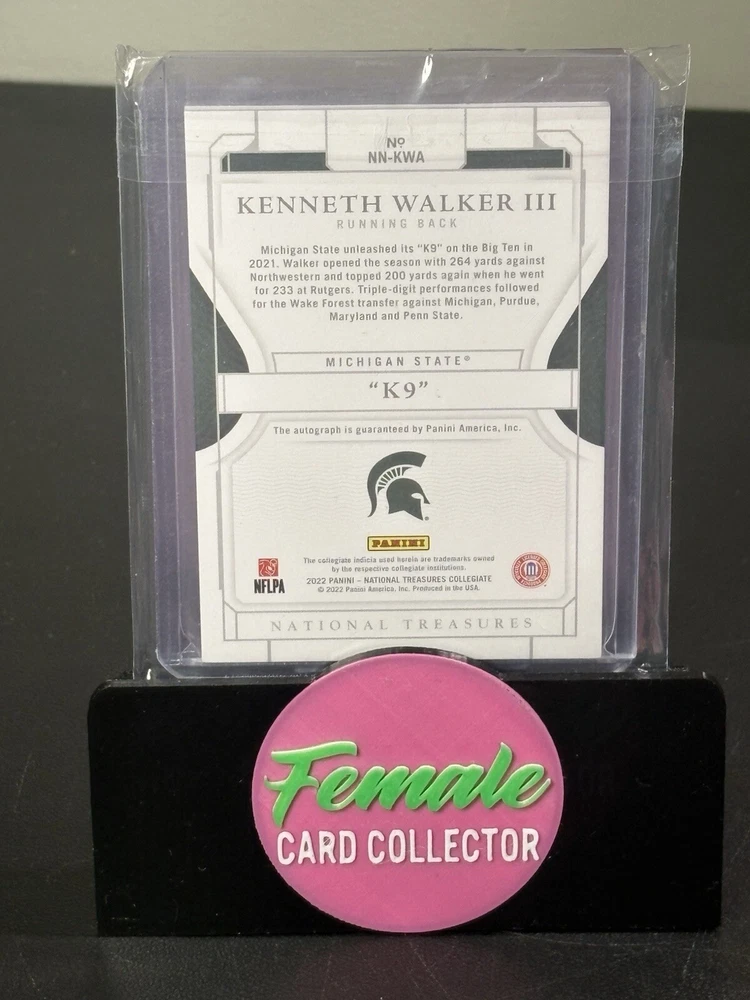 Nº
NN-KWA
KENNETH WALKER III
RUNNING BACK
Michigan State unleashed its "K9" on the Big Ten in
2021. Walker opened the season with 264 yards against
Northwestern and topped 200 yards again when he went
for 233 at Rutgers. Triple-digit performances followed
for the Wake Forest transfer against Michigan, Purdue,
Maryland and Penn State.
MICHIGAN STATE®
"K9"
The autograph is guaranteed by Panini America, Inc.
PANINI
The collegiate indicia used herein are trademarks owned
by the respective collegiate institutions.
NFLPA
2022 PANINI – NATIONAL TREASURES COLLEGIATE
© 2022 Panini America, Inc. Produced in the USA.
NATIONAL TREASURES
Female
CARD COLLECTOR